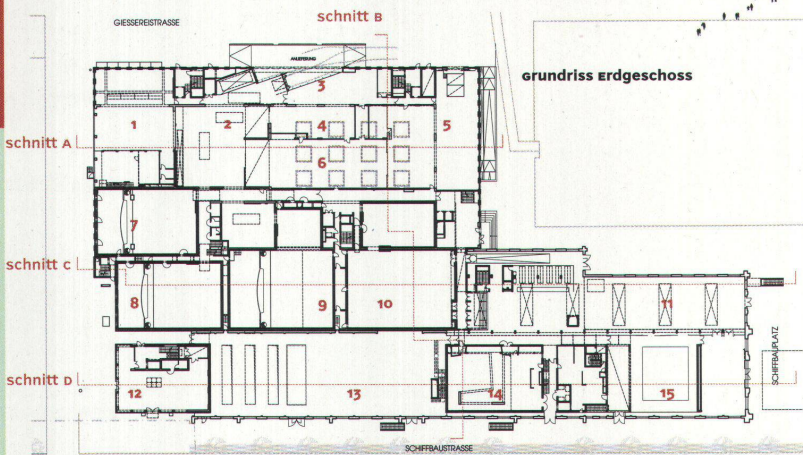 GIESSEREISTRASSE
schnitt B
ANLIEFERUNG
3
Grundriss Erdgeschoss
1
2
4
5
schnitt A
6
7
schnitt C
8
9
10
11
SCHIFFBAUPLATZ
schnitt D
12
13
14
15
SCHIFFBAUSTRASSE